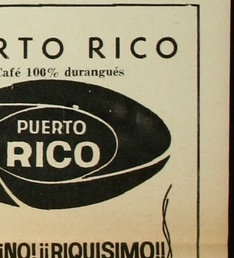 RTO RICO
Café 100% durangués
PUERTO
RICO
¡NO! ¡¡RIQUISIMO!!